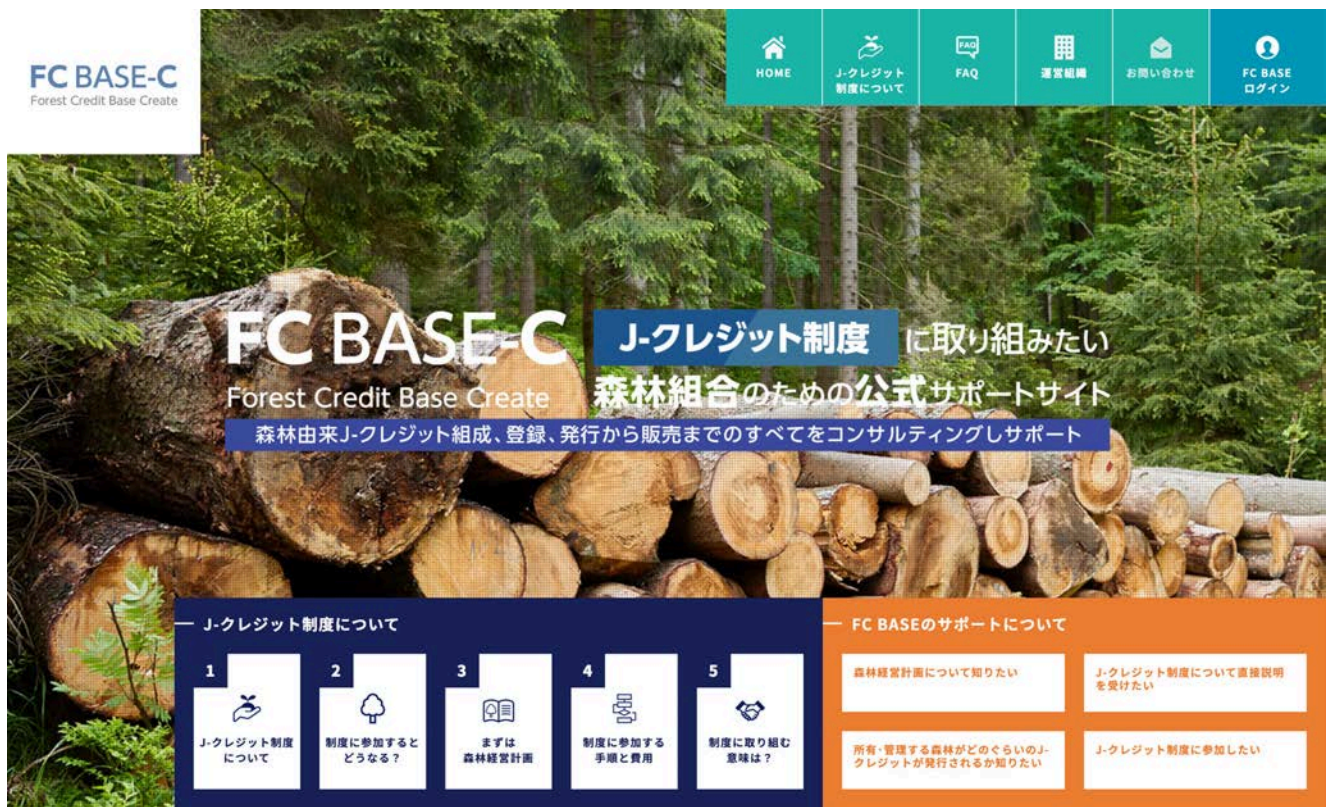 FC BASE-C
Forest Credit Base Create
HOME
J-クレジット
制度について
FAQ
FAQ
運営組織
お問い合わせ
FC BASE
ログイン
FC BASE-C
Forest Credit Base Create
J-クレジット制度 に取り組みたい
森林組合のための公式サポートサイト
森林由来J-クレジット組成、登録、発行から販売までのすべてをコンサルティングしサポート
J-クレジット制度について
1
J-クレジット制度
について
2
制度に参加すると
どうなる?
3
まずは
森林経営計画
4
制度に参加する
手順と費用
5
制度に取り組む
意味は?
FC BASEのサポートについて
森林経営計画について知りたい
J-クレジット制度について直接説明
を受けたい
所有・管理する森林がどのぐらいのJ-
クレジットが発行されるか知りたい
J-クレジット制度に参加したい